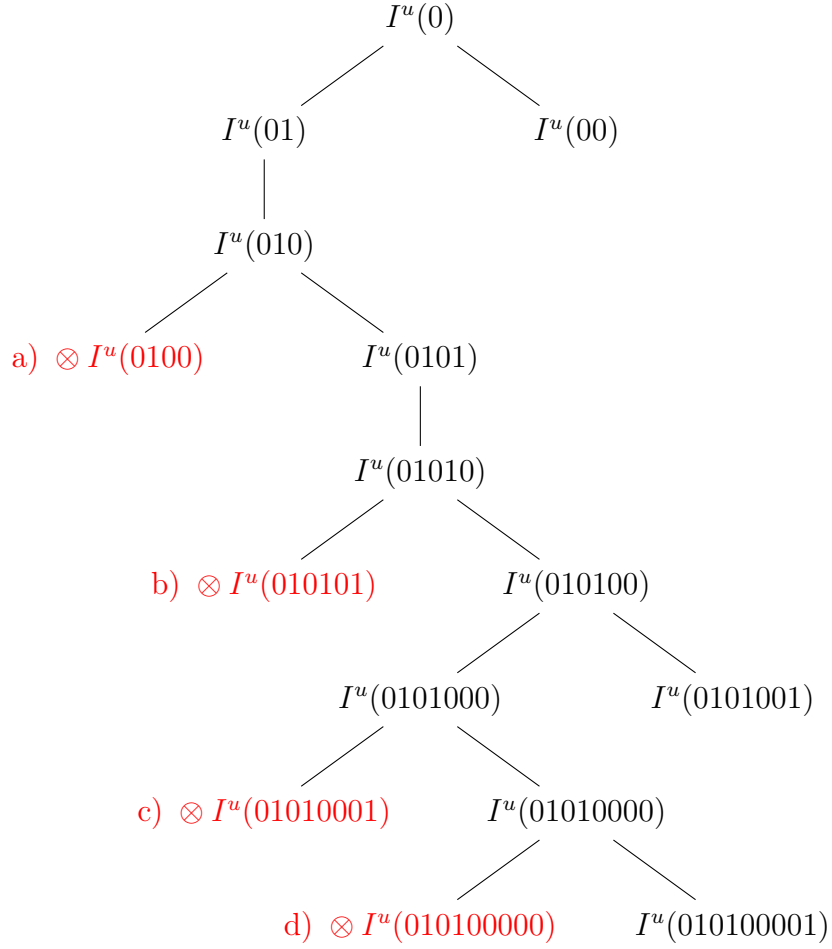 I^u(0)
I^u(01) I^u(00)
I^u(010)
a) ⊗ I^u(0100) I^u(0101)
I^u(01010)
b) ⊗ I^u(010101) I^u(010100)
I^u(0101000) I^u(0101001)
c) ⊗ I^u(01010001) I^u(01010000)
d) ⊗ I^u(010100000) I^u(010100001)